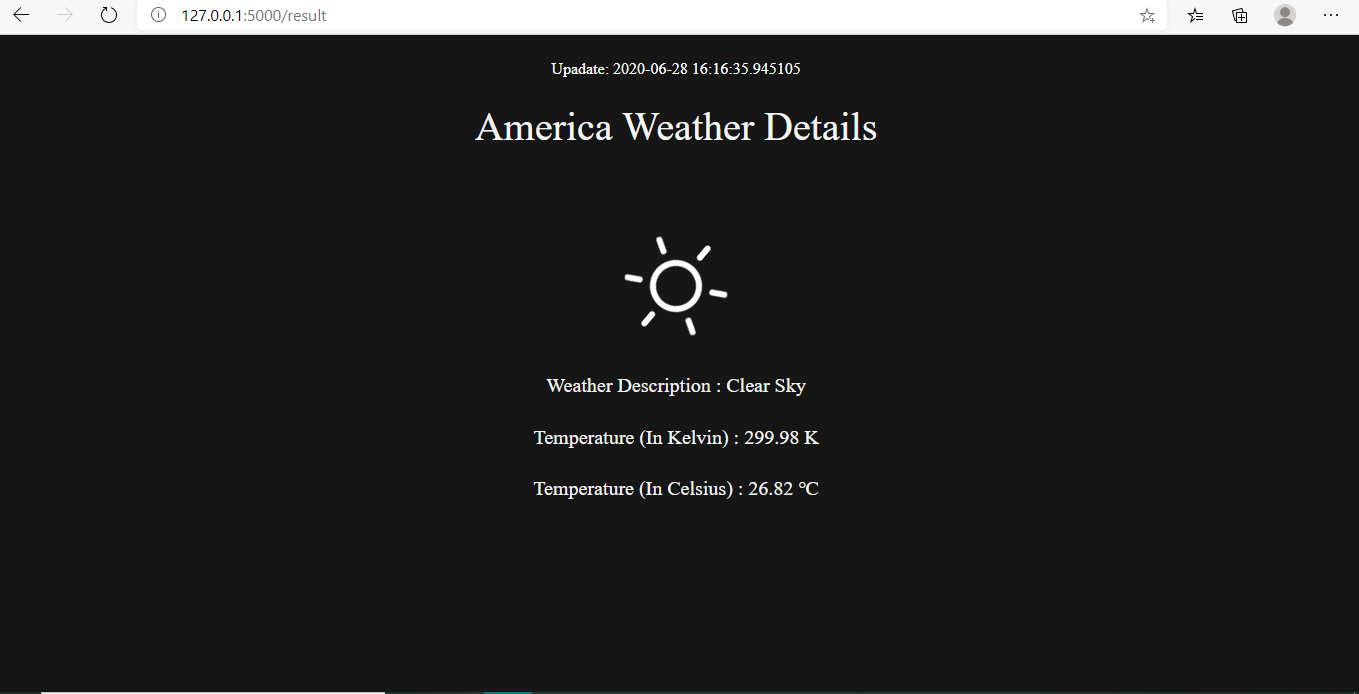 127.0.0.1:5000/result
Upadate: 2020-06-28 16:16:35.945105
America Weather Details
Weather Description : Clear Sky
Temperature (In Kelvin) : 299.98 K
Temperature (In Celsius) : 26.82 °C